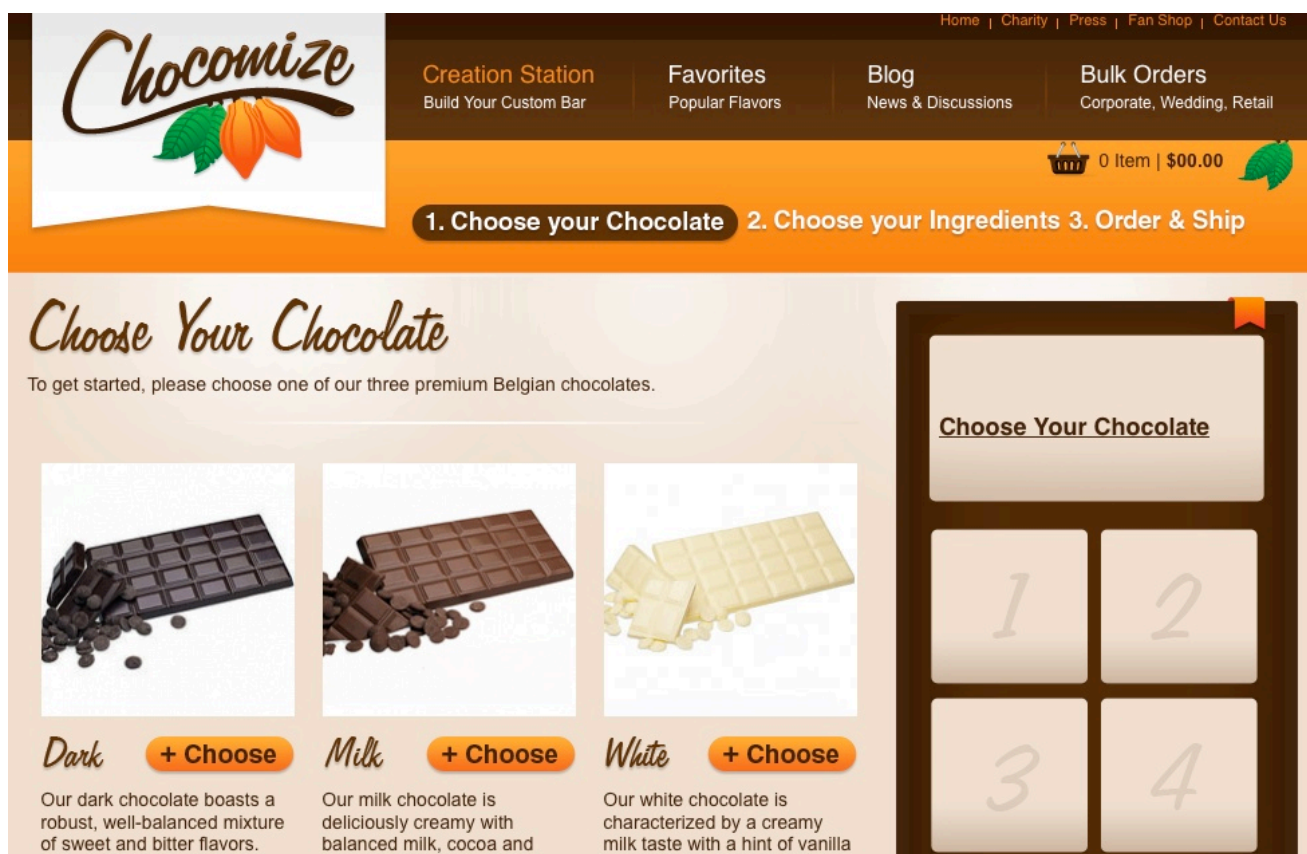 Home | Charity | Press | Fan Shop | Contact Us
Chocomize
Creation Station
Build Your Custom Bar
Favorites
Popular Flavors
Blog
News & Discussions
Bulk Orders
Corporate, Wedding, Retail
0 Item | $00.00
1. Choose your Chocolate 2. Choose your Ingredients 3. Order & Ship
Choose Your Chocolate
To get started, please choose one of our three premium Belgian chocolates.
Dark
+ Choose
Our dark chocolate boasts a
robust, well-balanced mixture
of sweet and bitter flavors.
Milk
+ Choose
Our milk chocolate is
deliciously creamy with
balanced milk, cocoa and
White
+ Choose
Our white chocolate is
characterized by a creamy
milk taste with a hint of vanilla
Choose Your Chocolate
1 2
3 4